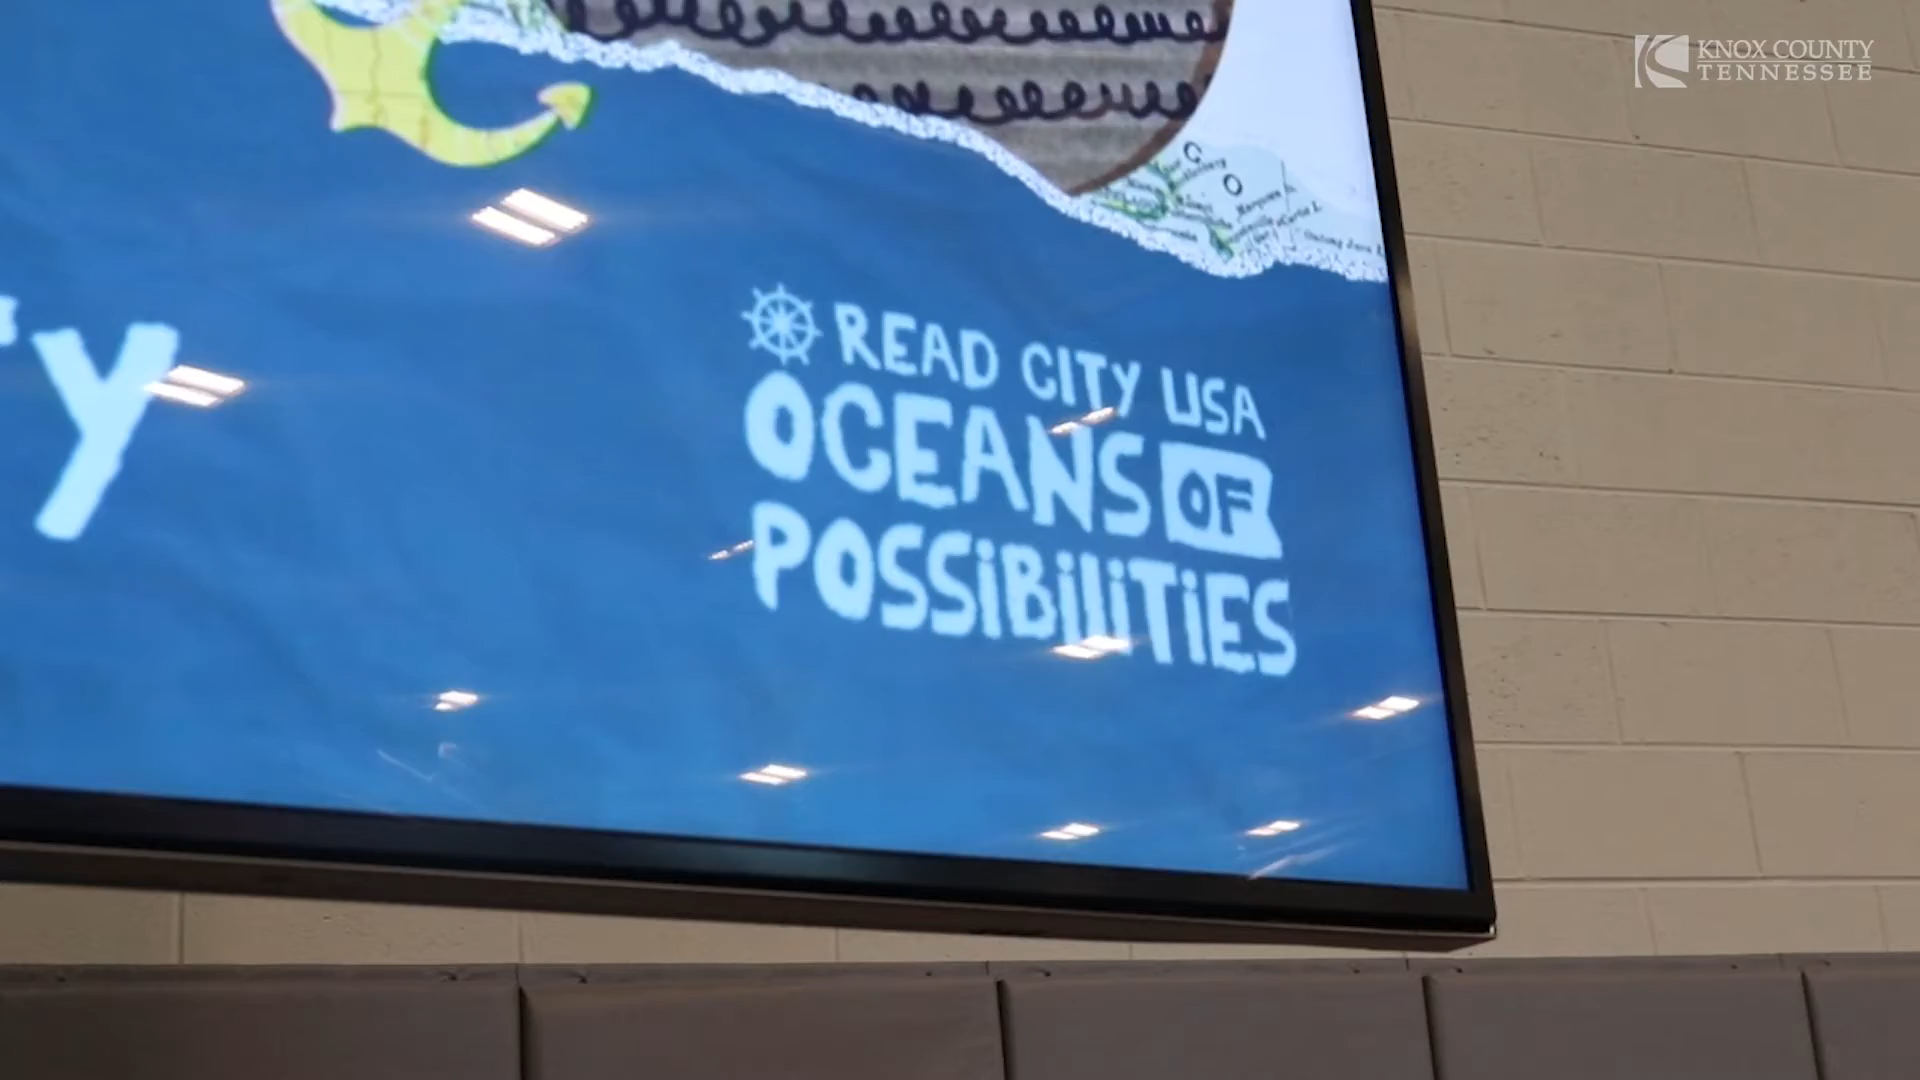 KNOX COUNTY
TENNESSEE
C
O
y
READ CITY USA
OCEANS OF
POSSIBILITIES